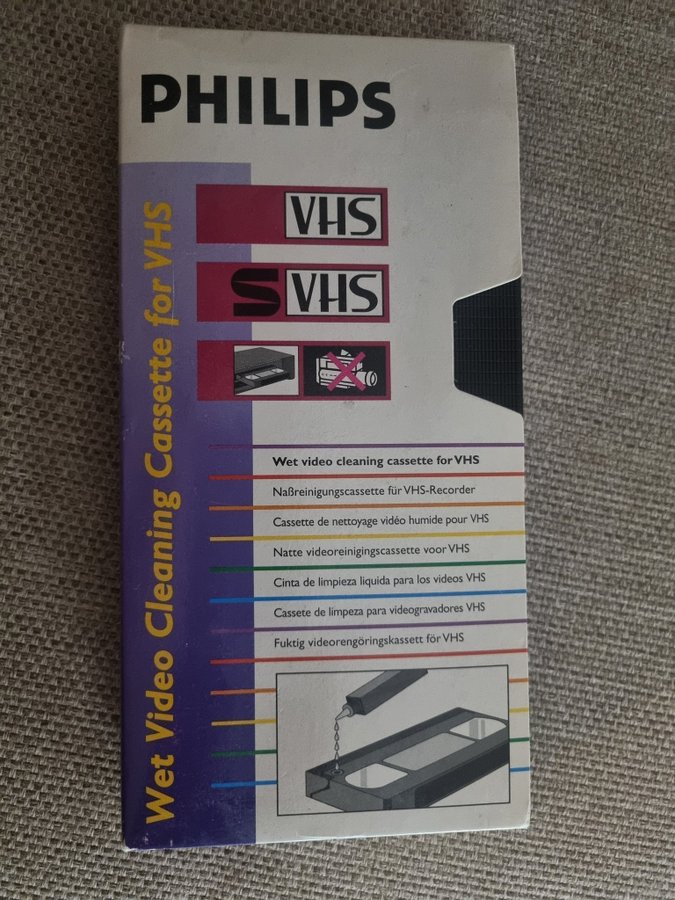 PHILIPS
Wet Video Cleaning Cassette for VHS
VHS
S VHS
Wet video cleaning cassette for VHS
Naßreinigungscassette für VHS-Recorder
Cassette de nettoyage vidéo humide pour VHS
Natte videoreinigingscassette voor VHS
Cinta de limpieza liquida para los videos VHS
Cassete de limpeza para videogravadores VHS
Fuktig videorengöringskassett för VHS